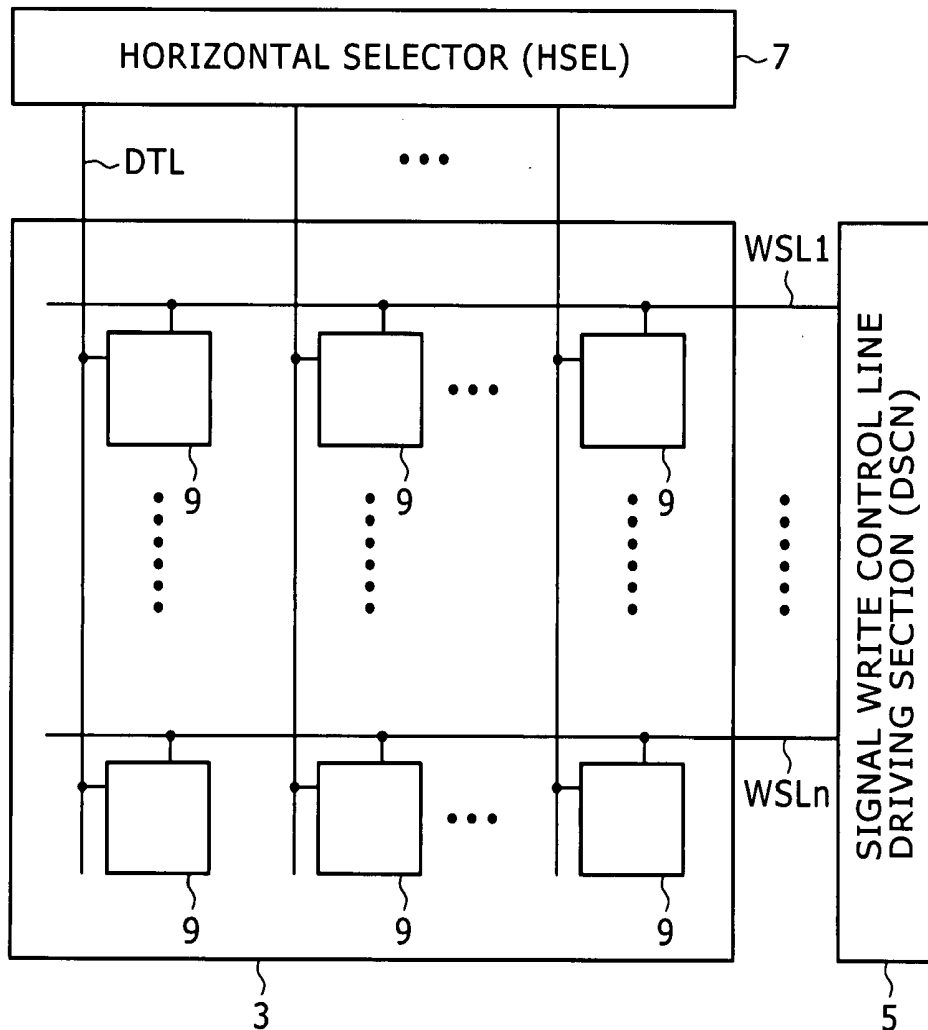 HORIZONTAL SELECTOR (HSEL)
7
DTL
WSL1
9
9
9
SIGNAL WRITE CONTROL LINE
DRIVING SECTION (DSCN)
WSLn
9
9
9
3
5